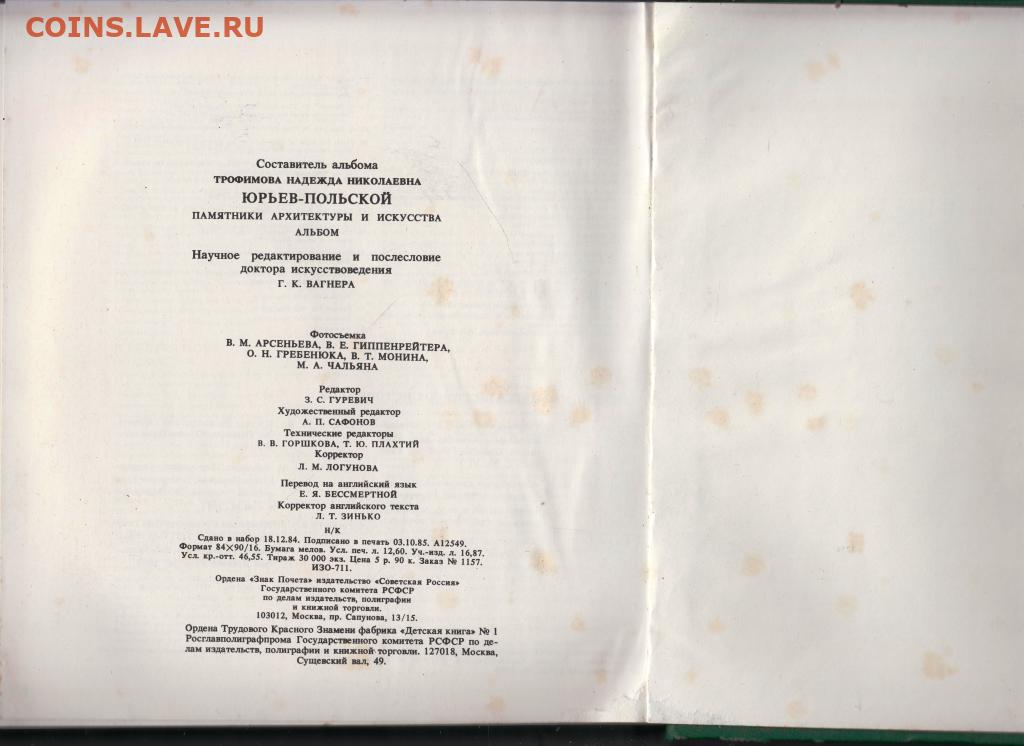 COINS.LAVE.RU
Составитель альбома
ТРОФИМОВА НАДЕЖДА НИКОЛАЕВНА
ЮРЬЕВ-ПОЛЬСКОЙ
ПАМЯТНИКИ АРХИТЕКТУРЫ И ИСКУССТВА
АЛЬБОМ
Научное редактирование и послесловие
доктора искусствоведения
Г. К. ВАГНЕРА
Фотосъемка
В. М. АРСЕНЬЕВА, В. Е. ГИППЕНРЕЙТЕРА,
О. Н. ГРЕБЕНЮКА, В. Т. МОНИНА,
М. А. ЧАЛЬЯНА
Редактор
З. С. ГУРЕВИЧ
Художественный редактор
А. П. САФОНОВ
Технические редакторы
В. В. ГОРШКОВА, Т. Ю. ПЛАХТИЙ
Корректор
Л. М. ЛОГУНОВА
Перевод на английский язык
Е. Я. БЕССМЕРТНОЙ
Корректор английского текста
Л. Т. ЗИНЬКО
Н/К
Сдано в набор 18.12.84. Подписано в печать 03.10.85. А12549.
Формат 84×90/16. Бумага мелов. Усл. печ. л. 12,60. Уч.-изд. л. 16,87.
Усл. кр.-отт. 46,55. Тираж 30 000 экз. Цена 5 р. 90 к. Заказ № 1157.
ИЗО-711.
Ордена «Знак Почета» издательство «Советская Россия»
Государственного комитета РСФСР
по делам издательств, полиграфии
и книжной торговли.
103012, Москва, пр. Сапунова, 13/15.
Ордена Трудового Красного Знамени фабрика «Детская книга» № 1
Росглавполиграфпрома Государственного комитета РСФСР по де-
лам издательств, полиграфии и книжной торговли. 127018, Москва,
Сущевский вал, 49.